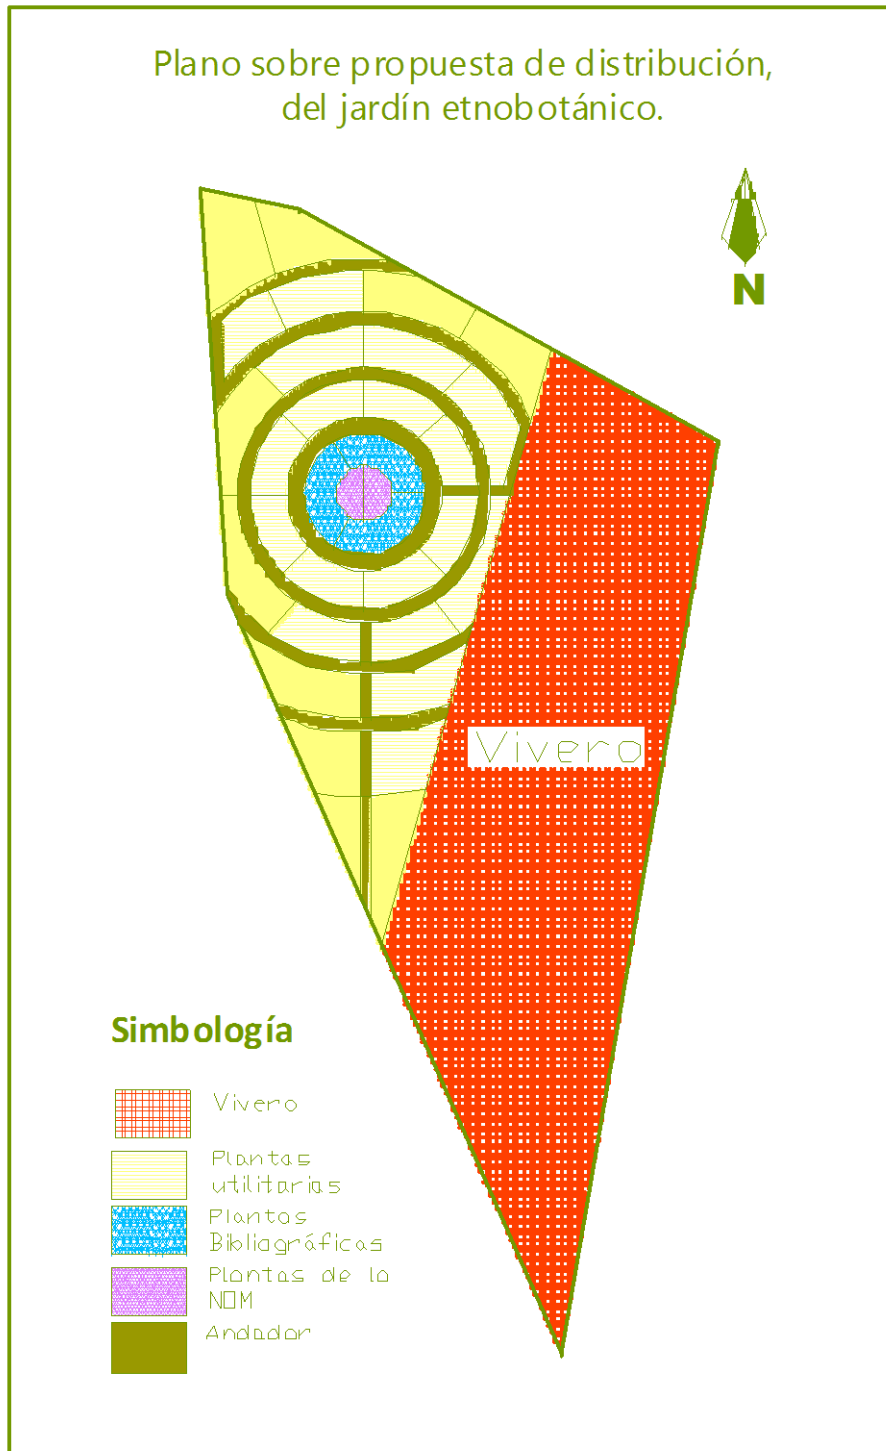 Plano sobre propuesta de distribución,
del jardín etnobotánico.
N
Vivero
Simbología
Vivero
Plantas
utilitarias
Plantas
Bibliagráficas
Plantas de la
NOM
Andador